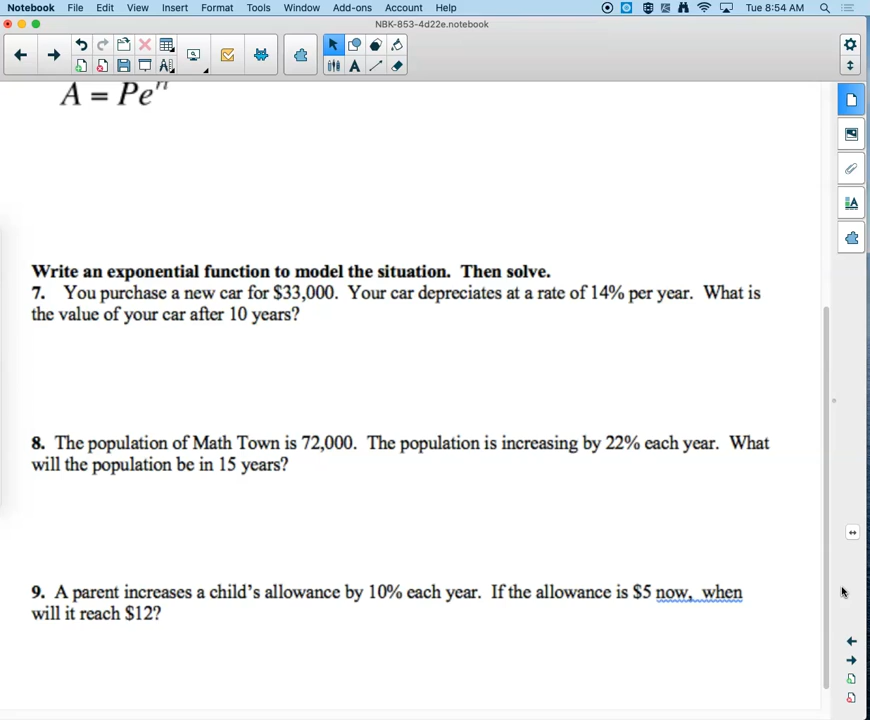 Notebook File Edit View Insert Format Tools Window Add-ons Account Help Tue 8:54 AM
NBK-853-4d22e.notebook
A = Pe^rt
Write an exponential function to model the situation. Then solve.
7. You purchase a new car for $33,000. Your car depreciates at a rate of 14% per year. What is
the value of your car after 10 years?
8. The population of Math Town is 72,000. The population is increasing by 22% each year. What
will the population be in 15 years?
9. A parent increases a child's allowance by 10% each year. If the allowance is $5 now, when
will it reach $12?